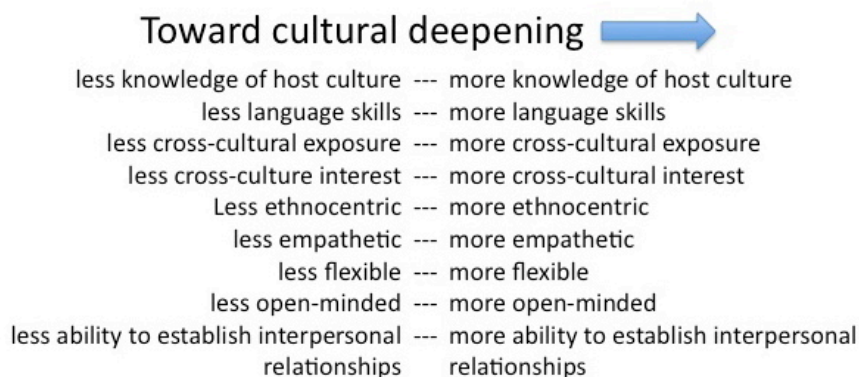 Toward cultural deepening
less knowledge of host culture --- more knowledge of host culture
less language skills --- more language skills
less cross-cultural exposure --- more cross-cultural exposure
less cross-culture interest --- more cross-cultural interest
Less ethnocentric --- more ethnocentric
less empathetic --- more empathetic
less flexible --- more flexible
less open-minded --- more open-minded
less ability to establish interpersonal --- more ability to establish interpersonal
relationships relationships